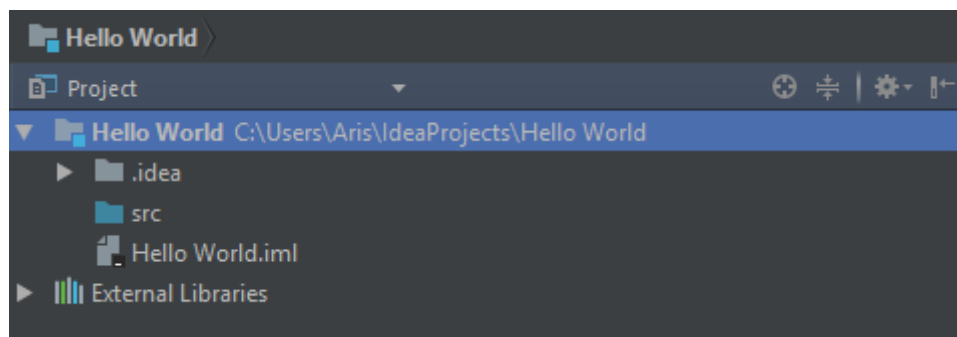 Hello World
Project
Hello World C:\Users\Aris\IdeaProjects\Hello World
.idea
src
Hello World.iml
External Libraries